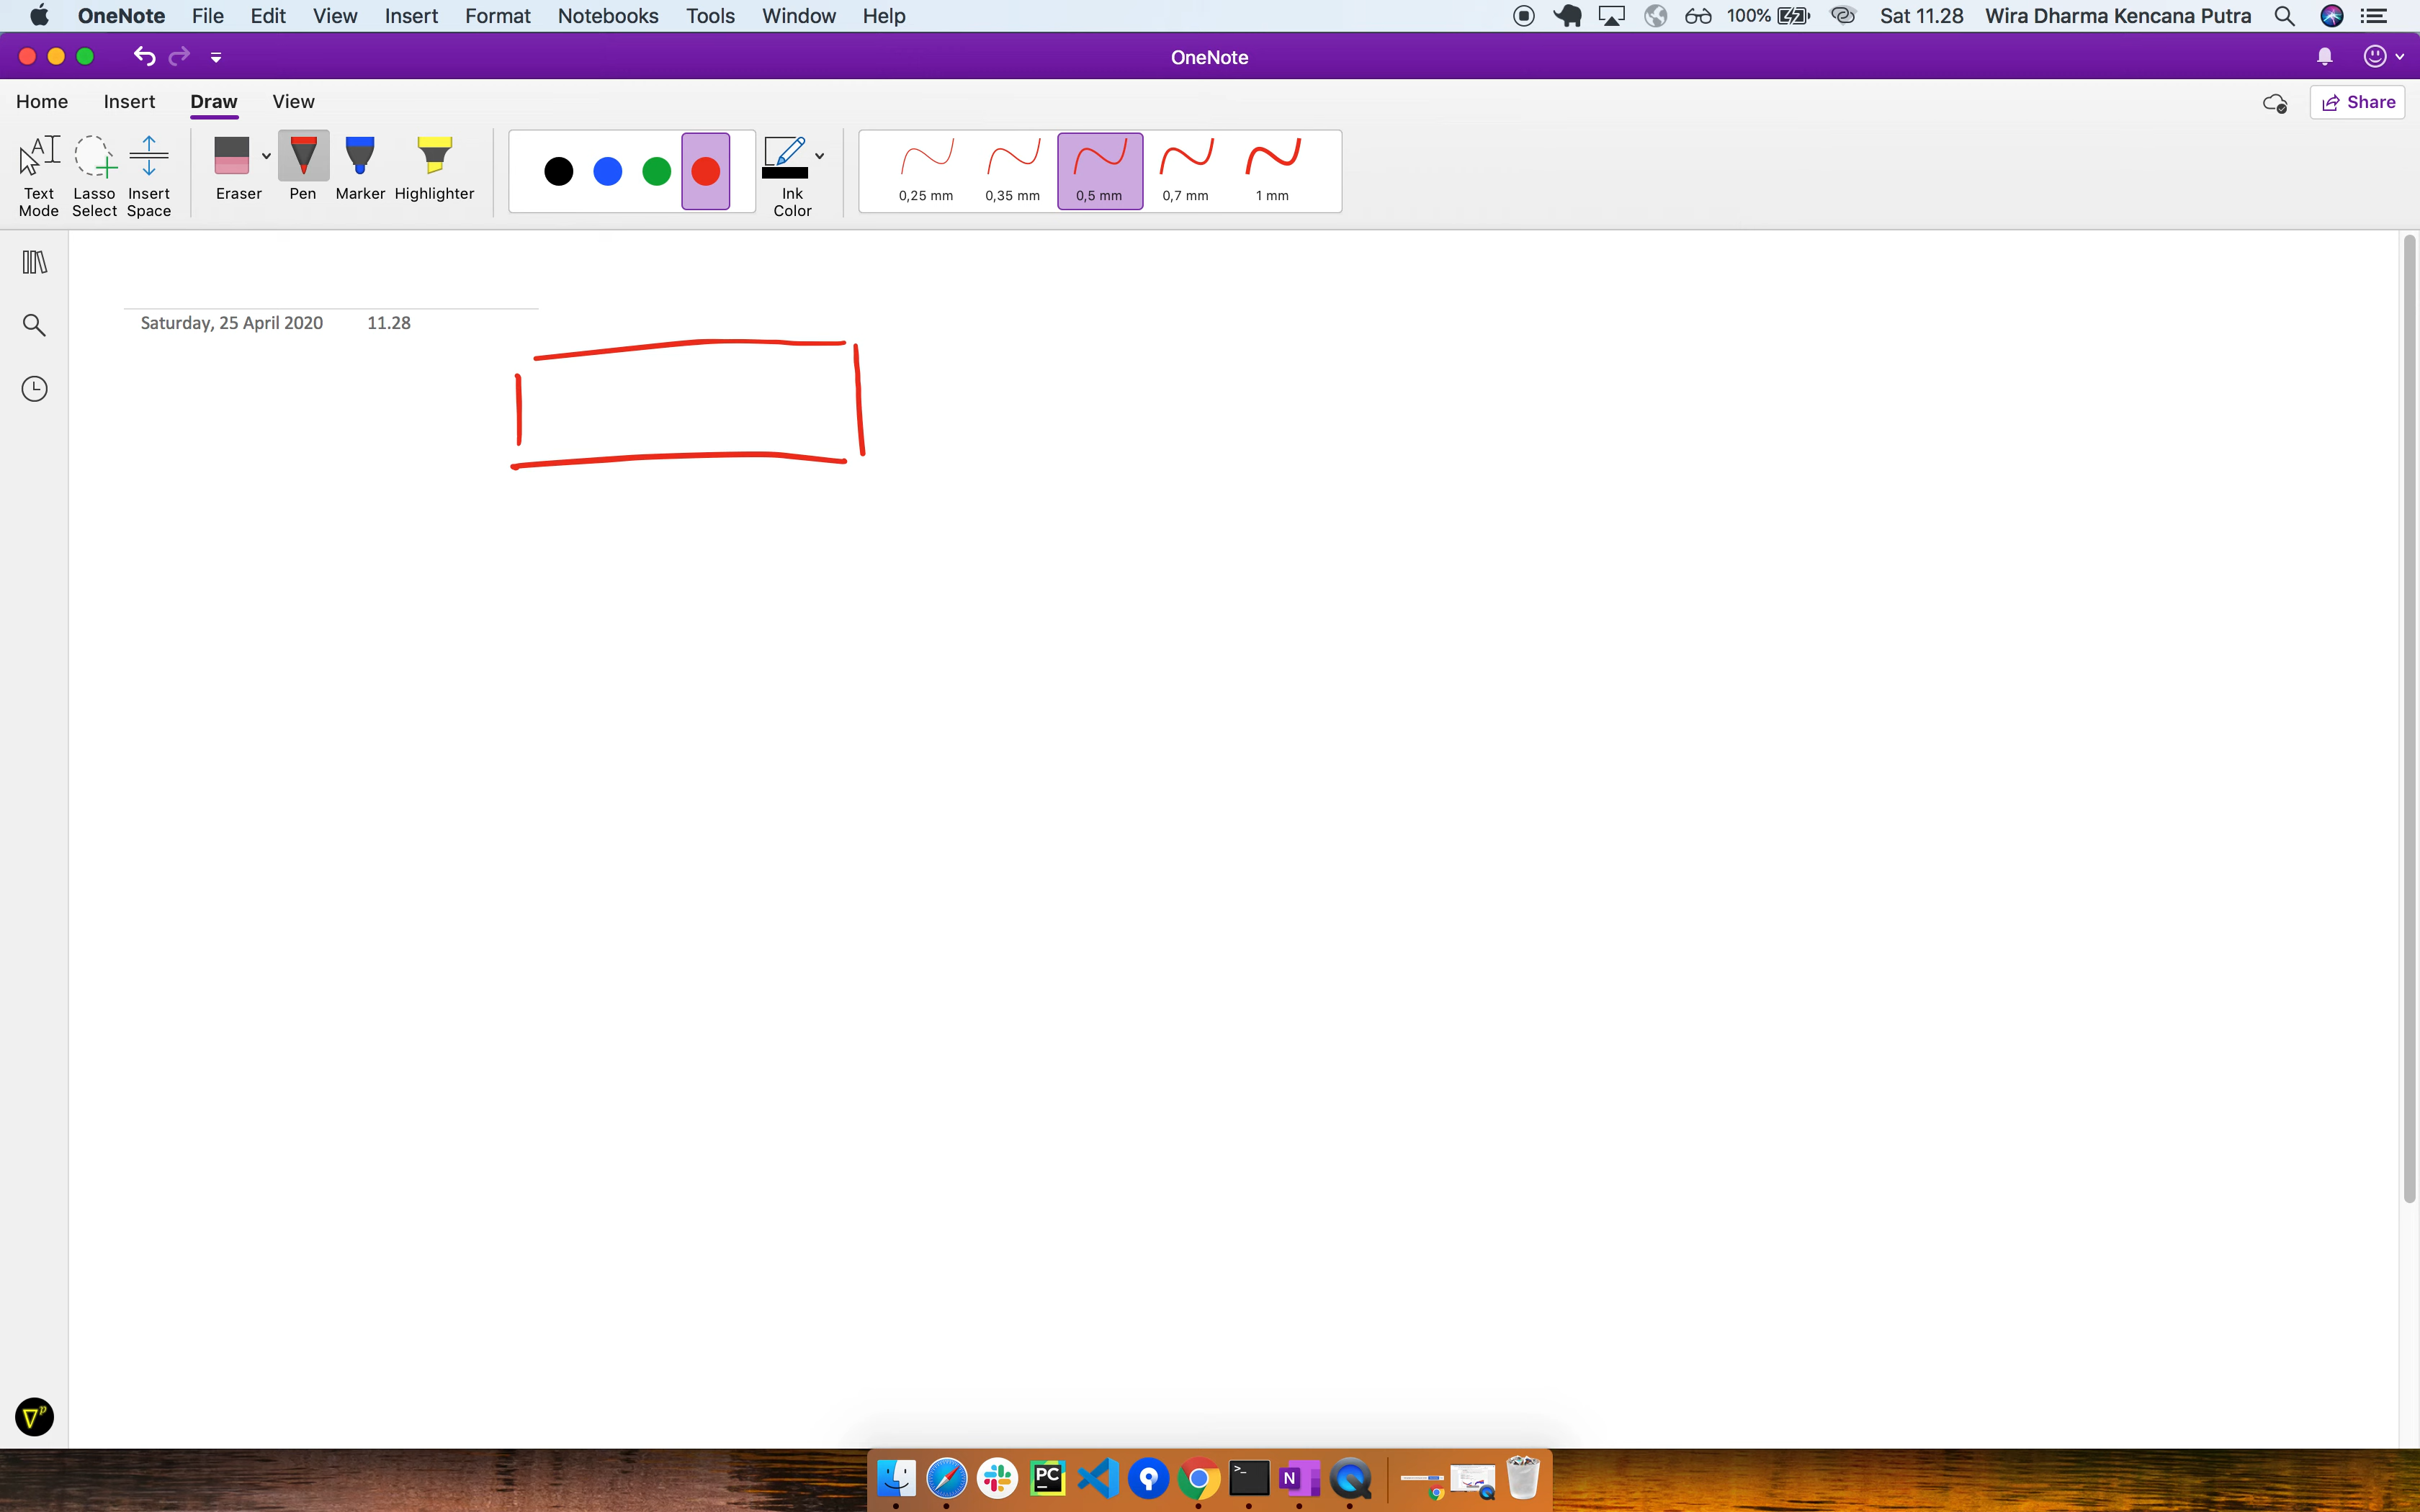 OneNote File Edit View Insert Format Notebooks Tools Window Help 100% Sat 11.28 Wira Dharma Kencana Putra
OneNote
Home Insert Draw View Share
Text Mode Lasso Select Insert Space Eraser Pen Marker Highlighter Ink Color 0,25 mm 0,35 mm 0,5 mm 0,7 mm 1 mm
Saturday, 25 April 2020 11.28